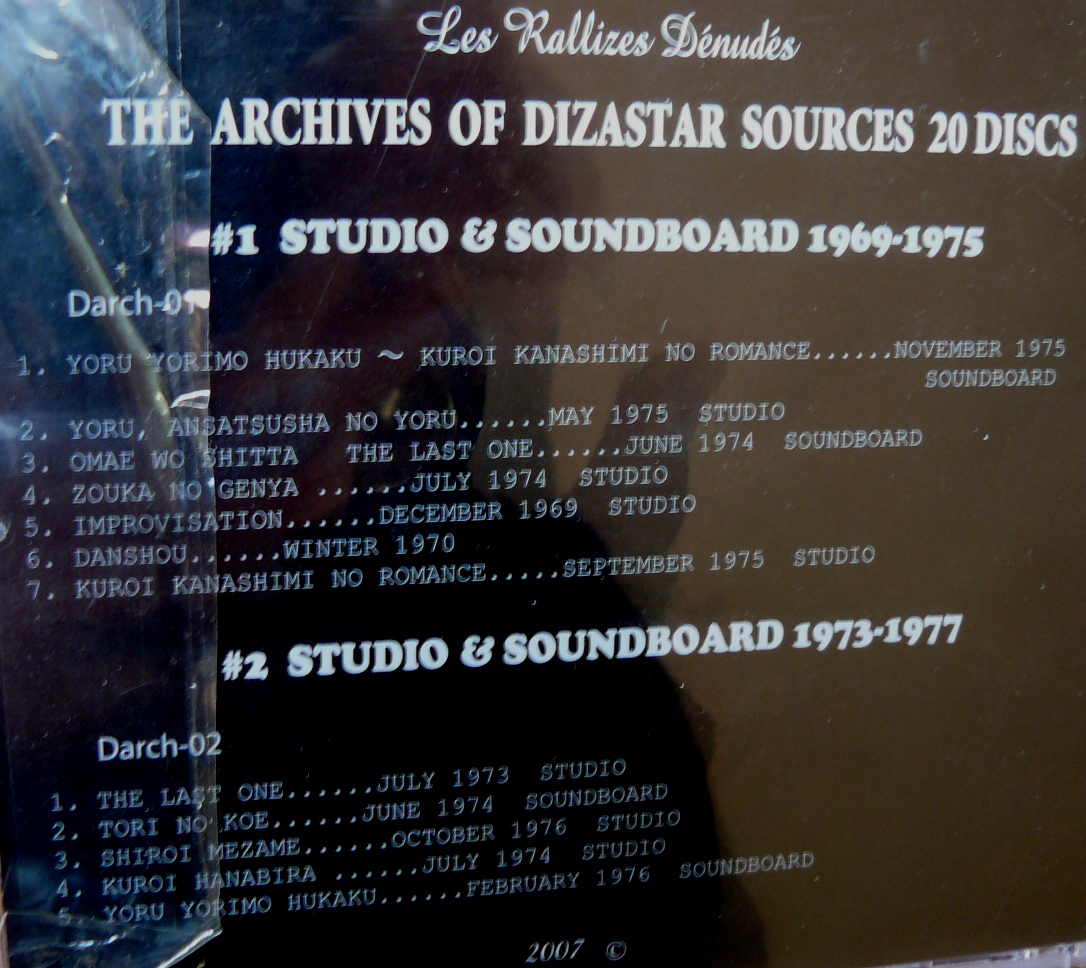 Les Rallizes Dénudés
THE ARCHIVES OF DIZASTAR SOURCES 20 DISCS
#1 STUDIO & SOUNDBOARD 1969-1975
Darch-01
1. YORU YORIMO HUKAKU ~ KUROI KANASHIMI NO ROMANCE......NOVEMBER 1975
SOUNDBOARD
2. YORU, ANSATSUSHA NO YORU......MAY 1975 STUDIO
3. OMAE WO SHITTA THE LAST ONE......JUNE 1974 SOUNDBOARD
4. ZOUKA NO GENYA ......JULY 1974 STUDIO
5. IMPROVISATION......DECEMBER 1969 STUDIO
6. DANSHOU......WINTER 1970
7. KUROI KANASHIMI NO ROMANCE.....SEPTEMBER 1975 STUDIO
#2 STUDIO & SOUNDBOARD 1973-1977
Darch-02
1. THE LAST ONE......JULY 1973 STUDIO
2. TORI NO KOE......JUNE 1974 SOUNDBOARD
3. SHIROI MEZAME......OCTOBER 1976 STUDIO
4. KUROI HANABIRA ......JULY 1974 STUDIO
5. YORU YORIMO HUKAKU......FEBRUARY 1976 SOUNDBOARD
2007 ©